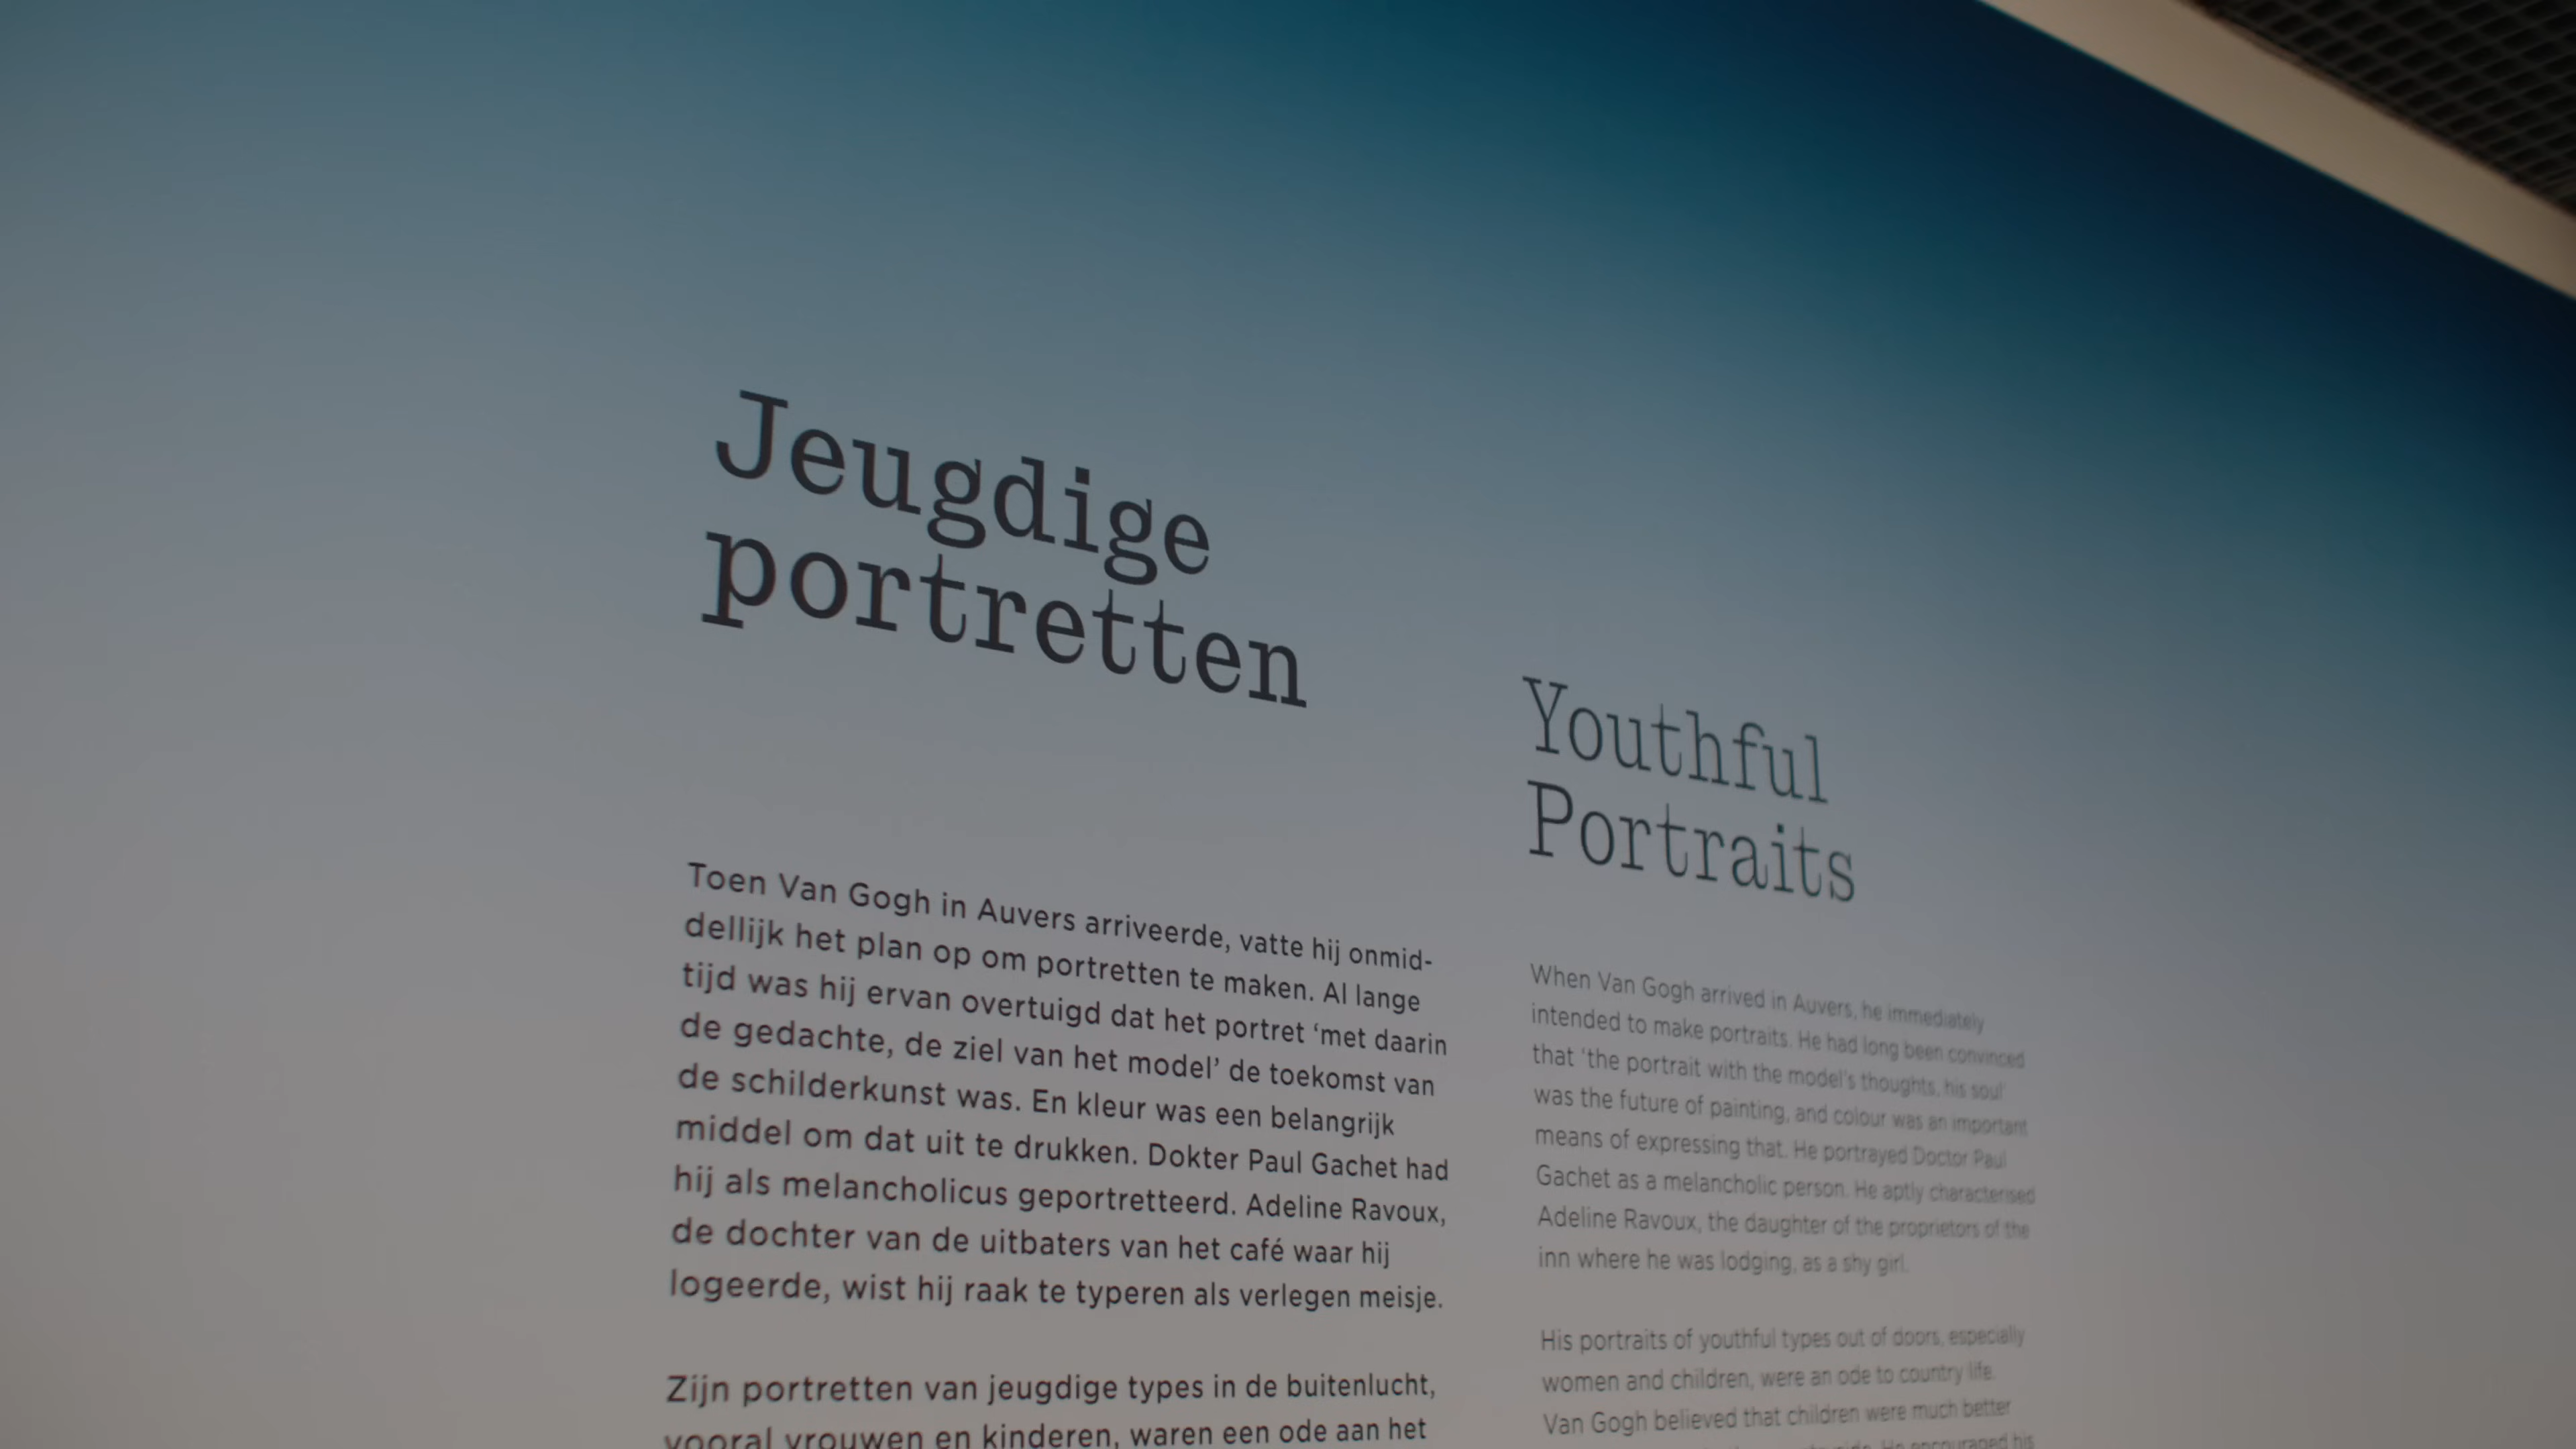 Jeugdige
portretten
Toen Van Gogh in Auvers arriveerde, vatte hij onmid-
dellijk het plan op om portretten te maken. Al lange
tijd was hij ervan overtuigd dat het portret ‘met daarin
de gedachte, de ziel van het model’ de toekomst van
de schilderkunst was. En kleur was een belangrijk
middel om dat uit te drukken. Dokter Paul Gachet had
hij als melancholicus geportretteerd. Adeline Ravoux,
de dochter van de uitbaters van het café waar hij
logeerde, wist hij raak te typeren als verlegen meisje.
Zijn portretten van jeugdige types in de buitenlucht,
vooral vrouwen en kinderen, waren een ode aan het
Youthful
Portraits
When Van Gogh arrived in Auvers, he immediately
intended to make portraits. He had long been convinced
that ‘the portrait with the model’s thoughts, his soul’
was the future of painting, and colour was an important
means of expressing that. He portrayed Doctor Paul
Gachet as a melancholic person. He aptly characterised
Adeline Ravoux, the daughter of the proprietors of the
inn where he was lodging, as a shy girl.
His portraits of youthful types out of doors, especially
women and children, were an ode to country life.
Van Gogh believed that children were much better
He encouraged his